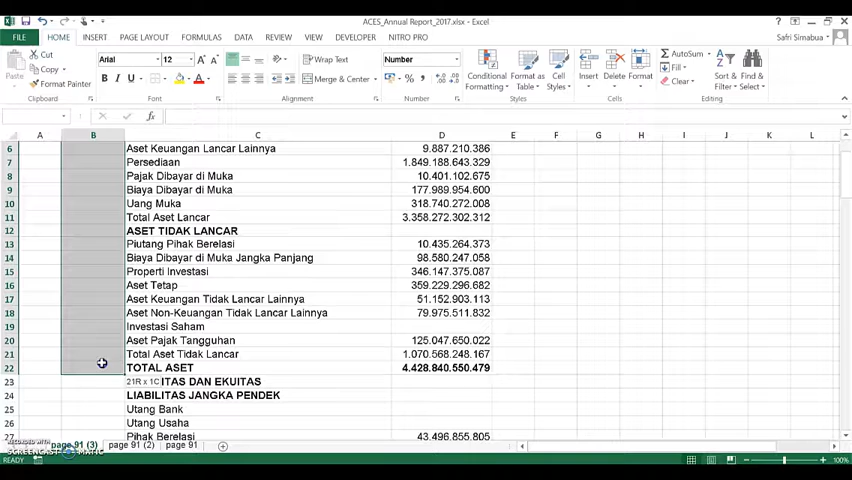 ACES_Annual Report_2017.xlsx - Excel
FILE HOME INSERT PAGE LAYOUT FORMULAS DATA REVIEW VIEW DEVELOPER NITRO PRO Safri Simabua
Paste
Cut
Copy
Format Painter
Clipboard
Arial 12
B I U
Font
Wrap Text
Merge & Center
Alignment
Number
%
Number
Conditional Formatting
Format as Table
Cell Styles
Styles
Insert Delete Format
Cells
AutoSum
Fill
Clear
Sort & Filter
Find & Select
Editing
fx
A B C D E F G H I J K L
6 Aset Keuangan Lancar Lainnya 9.887.210.386
7 Persediaan 1.849.188.643.329
8 Pajak Dibayar di Muka 10.401.102.675
9 Biaya Dibayar di Muka 177.989.954.600
10 Uang Muka 318.740.272.008
11 Total Aset Lancar 3.358.272.302.312
12 ASET TIDAK LANCAR
13 Piutang Pihak Berelasi 10.435.264.373
14 Biaya Dibayar di Muka Jangka Panjang 98.580.247.058
15 Properti Investasi 346.147.375.087
16 Aset Tetap 359.229.296.682
17 Aset Keuangan Tidak Lancar Lainnya 51.152.903.113
18 Aset Non-Keuangan Tidak Lancar Lainnya 79.975.511.832
19 Investasi Saham
20 Aset Pajak Tangguhan 125.047.650.022
21 Total Aset Tidak Lancar 1.070.568.248.167
22 TOTAL ASET 4.428.840.550.479
23 21R x 1C ITAS DAN EKUITAS
24 LIABILITAS JANGKA PENDEK
25 Utang Bank
26 Utang Usaha
27 Pihak Berelasi 43.496.855.805
page 91 (3) page 91 (2) page 91
RECORDED WITH
SCREENCAST MATIC
READY 100%